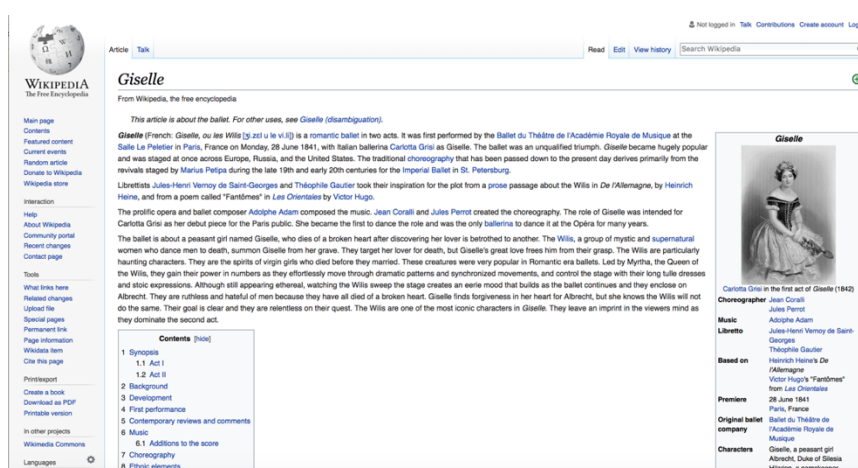 Not logged in Talk Contributions Create account Log
Article Talk
Read Edit View history Search Wikipedia
WIKIPEDIA
The Free Encyclopedia
Main page
Contents
Featured content
Current events
Random article
Donate to Wikipedia
Wikipedia store
Interaction
Help
About Wikipedia
Community portal
Recent changes
Contact page
Tools
What links here
Related changes
Upload file
Special pages
Permanent link
Page information
Wikidata item
Cite this page
Print/export
Create a book
Download as PDF
Printable version
In other projects
Wikimedia Commons
Languages
Giselle
From Wikipedia, the free encyclopedia
This article is about the ballet. For other uses, see Giselle (disambiguation).
Giselle (French: Giselle, ou les Wilis [ʒi.zɛl u le vi.li]) is a romantic ballet in two acts. It was first performed by the Ballet du Théâtre de l'Académie Royale de Musique at the
Salle Le Peletier in Paris, France on Monday, 28 June 1841, with Italian ballerina Carlotta Grisi as Giselle. The ballet was an unqualified triumph. Giselle became hugely popular
and was staged at once across Europe, Russia, and the United States. The traditional choreography that has been passed down to the present day derives primarily from the
revivals staged by Marius Petipa during the late 19th and early 20th centuries for the Imperial Ballet in St. Petersburg.
Librettists Jules-Henri Vernoy de Saint-Georges and Théophile Gautier took their inspiration for the plot from a prose passage about the Wilis in De l'Allemagne, by Heinrich
Heine, and from a poem called "Fantômes" in Les Orientales by Victor Hugo.
The prolific opera and ballet composer Adolphe Adam composed the music. Jean Coralli and Jules Perrot created the choreography. The role of Giselle was intended for
Carlotta Grisi as her debut piece for the Paris public. She became the first to dance the role and was the only ballerina to dance it at the Opéra for many years.
The ballet is about a peasant girl named Giselle, who dies of a broken heart after discovering her lover is betrothed to another. The Wilis, a group of mystic and supernatural
women who dance men to death, summon Giselle from her grave. They target her lover for death, but Giselle's great love frees him from their grasp. The Wilis are particularly
haunting characters. They are the spirits of virgin girls who died before they married. These creatures were very popular in Romantic era ballets. Led by Myrtha, the Queen of
the Wilis, they gain their power in numbers as they effortlessly move through dramatic patterns and synchronized movements, and control the stage with their long tulle dresses
and stoic expressions. Although still appearing ethereal, watching the Wilis sweep the stage creates an eerie mood that builds as the ballet continues and they enclose on
Albrecht. They are ruthless and hateful of men because they have all died of a broken heart. Giselle finds forgiveness in her heart for Albrecht, but she knows the Wilis will not
do the same. Their goal is clear and they are relentless on their quest. The Wilis are one of the most iconic characters in Giselle. They leave an imprint in the viewers mind as
they dominate the second act.
Contents [hide]
1 Synopsis
1.1 Act I
1.2 Act II
2 Background
3 Development
4 First performance
5 Contemporary reviews and comments
6 Music
6.1 Additions to the score
7 Choreography
8 Ethnic elements
Giselle
Carlotta Grisi in the first act of Giselle (1842)
Choreographer Jean Coralli
Jules Perrot
Music Adolphe Adam
Libretto Jules-Henri Vernoy de Saint-
Georges
Théophile Gautier
Based on Heinrich Heine's De
l'Allemagne
Victor Hugo's "Fantômes"
from Les Orientales
Premiere 28 June 1841
Paris, France
Original ballet Ballet du Théâtre de
company l'Académie Royale de
Musique
Characters Giselle, a peasant girl
Albrecht, Duke of Silesia